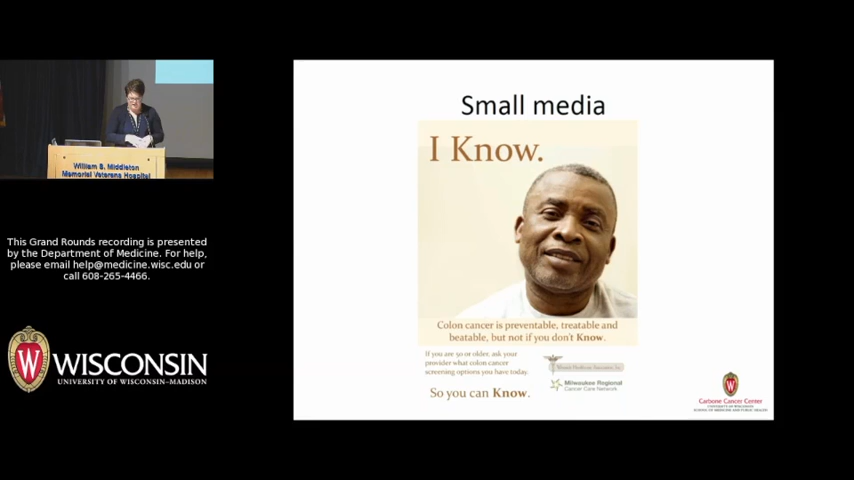 William S. Middleton
Memorial Veterans Hospital
This Grand Rounds recording is presented
by the Department of Medicine. For help,
please email help@medicine.wisc.edu or
call 608-265-4466.
W
WISCONSIN
UNIVERSITY OF WISCONSIN–MADISON
Small media
I Know.
Colon cancer is preventable, treatable and
beatable, but not if you don't Know.
If you are 50 or older, ask your
provider what colon cancer
screening options you have today.
So you can Know.
Milwaukee Regional
Cancer Care Network
Carbone Cancer Center
UNIVERSITY OF WISCONSIN
SCHOOL OF MEDICINE AND PUBLIC HEALTH